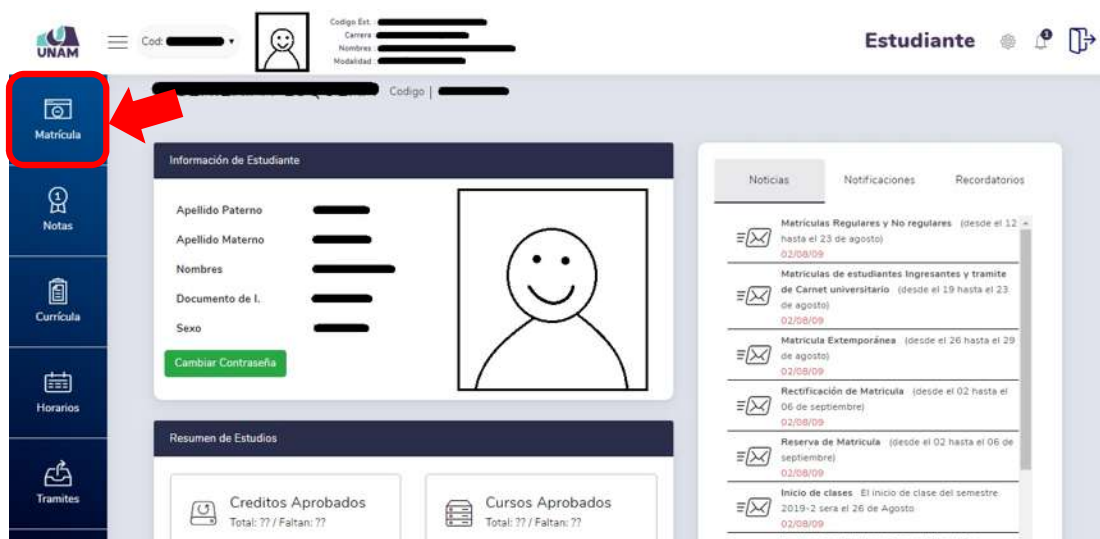 UNAM
Cod:
Codigo Est. :
Carrera :
Nombres :
Modalidad :
Estudiante
Codigo |
Matrícula
Notas
Currícula
Horarios
Tramites
Información de Estudiante
Apellido Paterno
Apellido Materno
Nombres
Documento de I.
Sexo
Cambiar Contraseña
Resumen de Estudios
Creditos Aprobados
Total: ?? / Faltan: ??
Cursos Aprobados
Total: ?? / Faltan: ??
Noticias Notificaciones Recordatorios
Matrículas Regulares y No regulares (desde el 12
hasta el 23 de agosto)
02/08/09
Matriculas de estudiantes Ingresantes y tramite
de Carnet universitario (desde el 19 hasta el 23
de agosto)
02/08/09
Matricula Extemporánea (desde el 26 hasta el 29
de agosto)
02/08/09
Rectificación de Matricula (desde el 02 hasta el
06 de septiembre)
02/08/09
Reserva de Matricula (desde el 02 hasta el 06 de
septiembre)
02/08/09
Inicio de clases El inicio de clase del semestre
2019-2 sera el 26 de Agosto
02/08/09